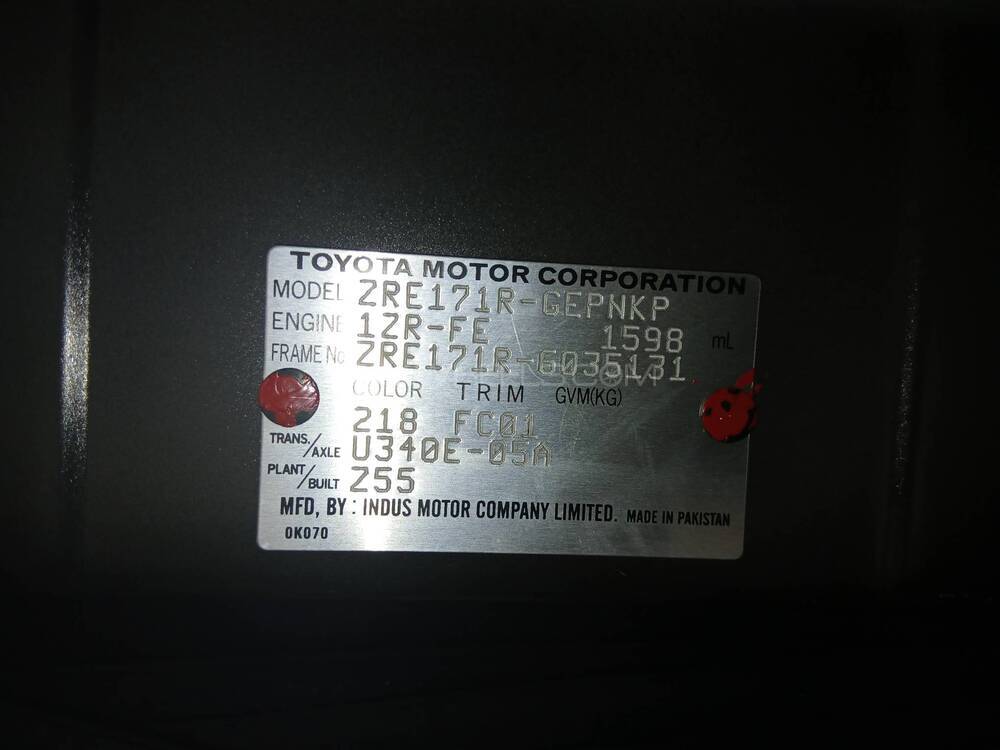 TOYOTA MOTOR CORPORATION
MODEL ZRE171R-GEPNKP
ENGINE 1ZR-FE 1598 mL
FRAME No ZRE171R-6035131
COLOR TRIM GVM(KG)
218 FC01
TRANS./AXLE U340E-05A
PLANT/BUILT Z55
MFD, BY : INDUS MOTOR COMPANY LIMITED. MADE IN PAKISTAN
0K070